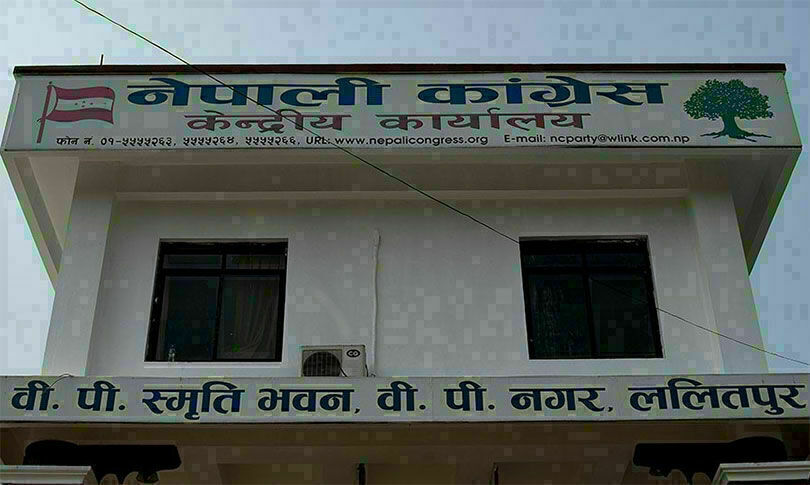 नेपाली कांग्रेस
केन्द्रीय कार्यालय
फोन नं. ०१-५५५५२६३, ५५५५२६४, ५५५५२६६, URL: www.nepalicongress.org E-mail: ncparty@wlink.com.np
वी. पी. स्मृति भवन, वी. पी. नगर, ललितपुर